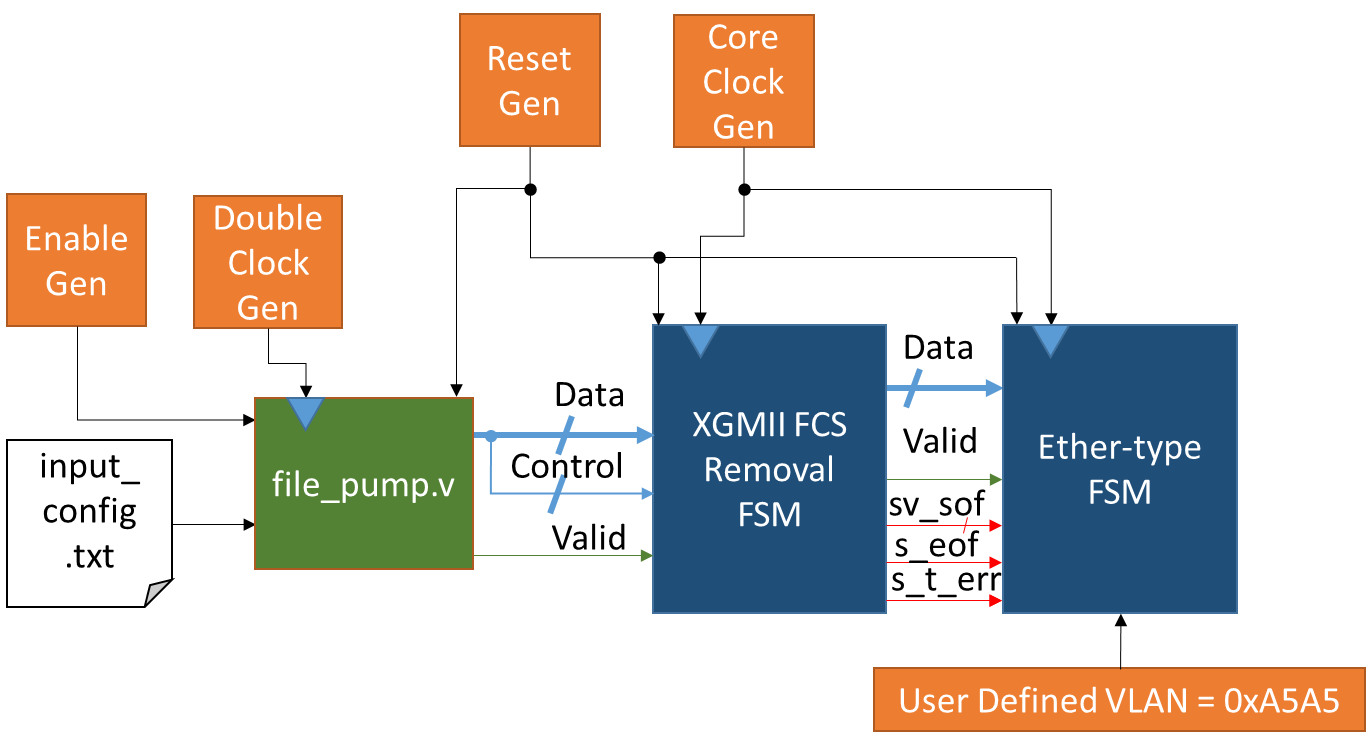 Reset
Gen
Core
Clock
Gen
Enable
Gen
Double
Clock
Gen
input_
config
.txt
file_pump.v
Data
Control
Valid
XGMII FCS
Removal
FSM
Data
Valid
sv_sof
s_eof
s_t_err
Ether-type
FSM
User Defined VLAN = 0xA5A5